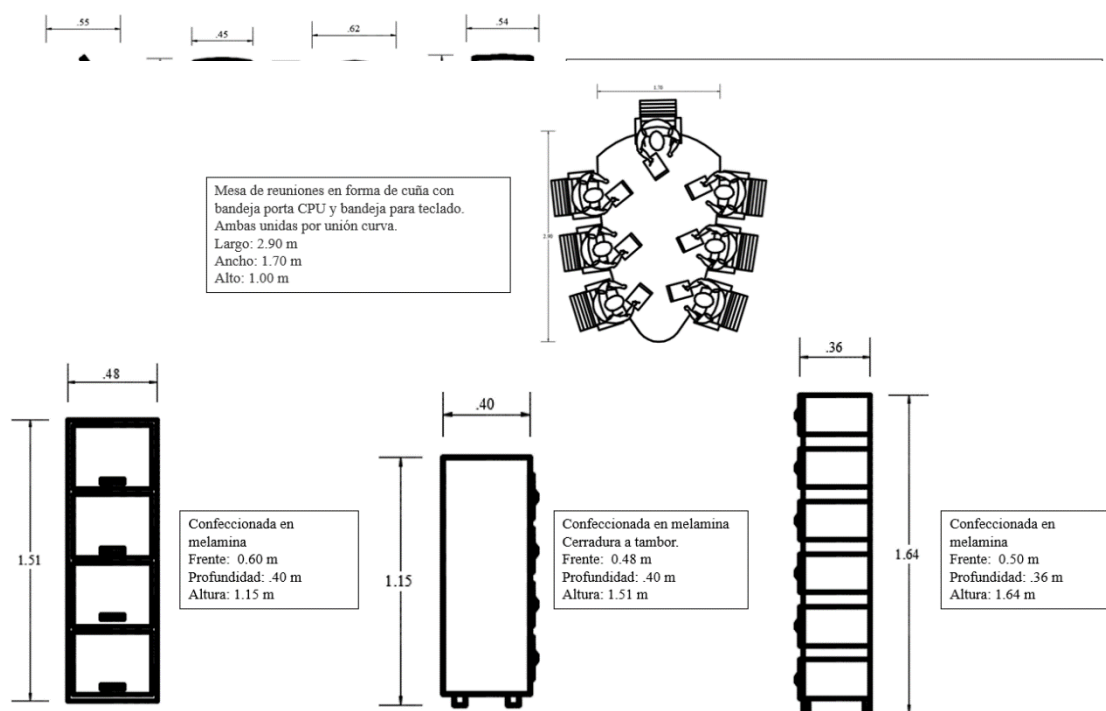 .55
.45
.62
.54
1.70
2.90
Mesa de reuniones en forma de cuña con
bandeja porta CPU y bandeja para teclado.
Ambas unidas por unión curva.
Largo: 2.90 m
Ancho: 1.70 m
Alto: 1.00 m
.48
1.51
Confeccionada en
melamina
Frente: 0.60 m
Profundidad: .40 m
Altura: 1.15 m
.40
1.15
Confeccionada en melamina
Cerradura a tambor.
Frente: 0.48 m
Profundidad: .40 m
Altura: 1.51 m
.36
1.64
Confeccionada en
melamina
Frente: 0.50 m
Profundidad: .36 m
Altura: 1.64 m